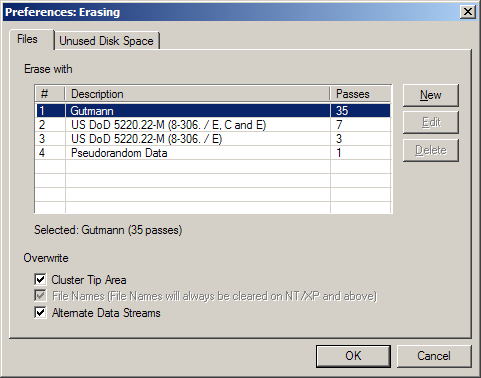 Preferences: Erasing
Files Unused Disk Space
Erase with
# Description Passes
1 Gutmann 35
2 US DoD 5220.22-M (8-306. / E, C and E) 7
3 US DoD 5220.22-M (8-306. / E) 3
4 Pseudorandom Data 1
New
Edit
Delete
Selected: Gutmann (35 passes)
Overwrite
Cluster Tip Area
File Names (File Names will always be cleared on NT/XP and above)
Alternate Data Streams
OK Cancel